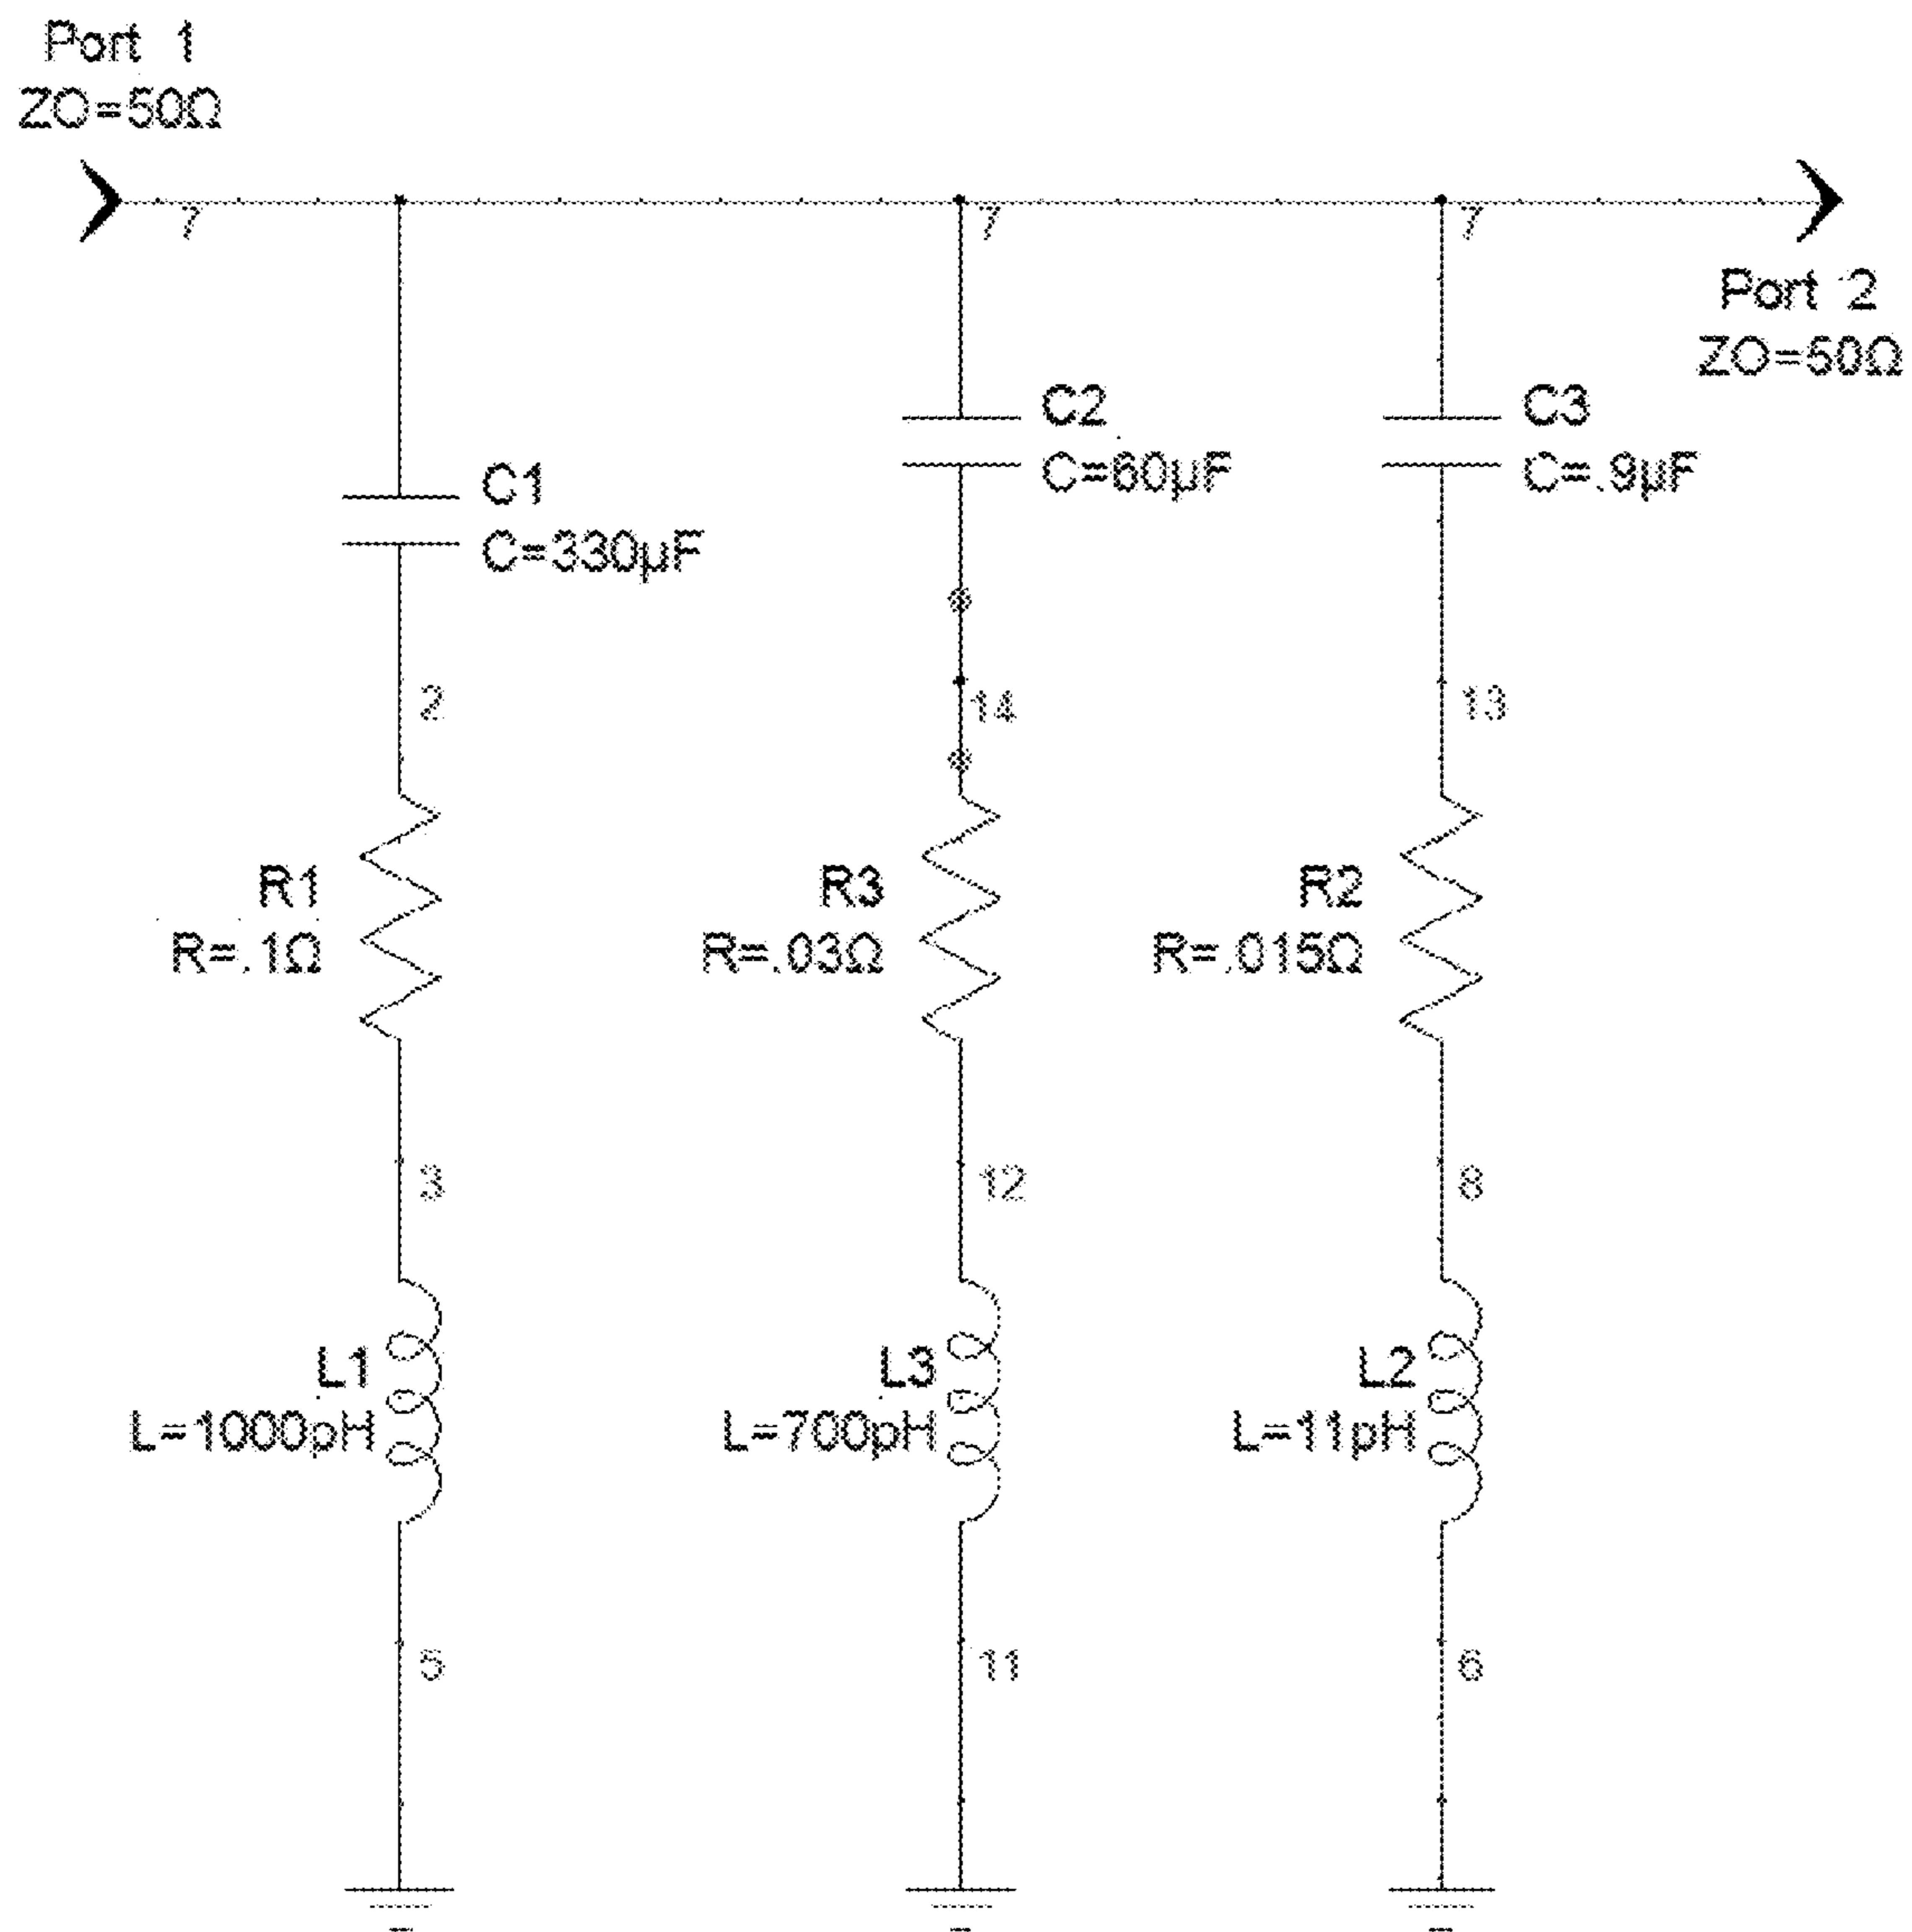 Port 1
ZO=50Ω
7
7
7
Port 2
ZO=50Ω
C1
C=330µF
C2
C=60µF
C3
C=.9µF
2
14
13
R1
R=.1Ω
R3
R=.03Ω
R2
R=.015Ω
3
12
8
L1
L=1000pH
L3
L=700pH
L2
L=11pH
5
11
6